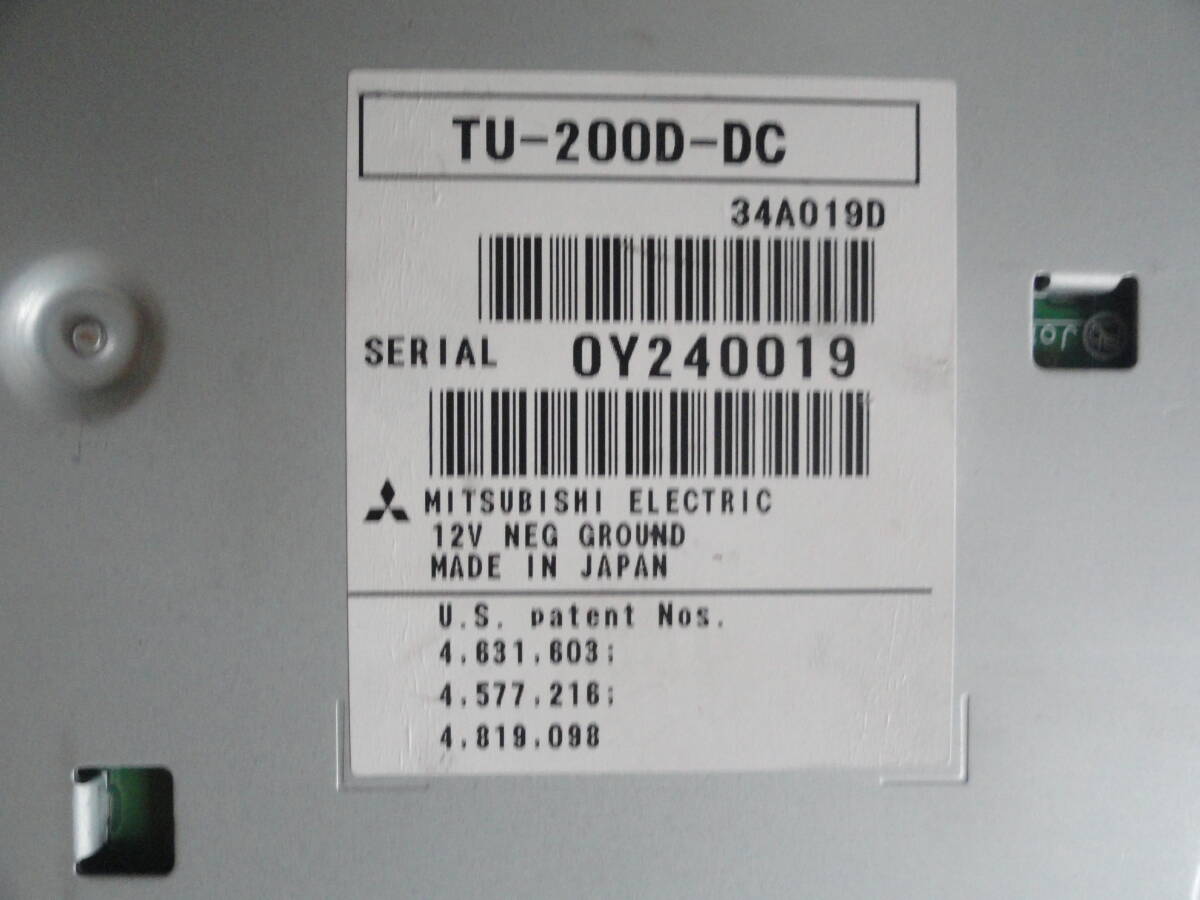 TU-200D-DC
34A019D
SERIAL 0Y240019
MITSUBISHI ELECTRIC
12V NEG GROUND
MADE IN JAPAN
U.S. patent Nos.
4,631,603;
4,577,216;
4,819,098